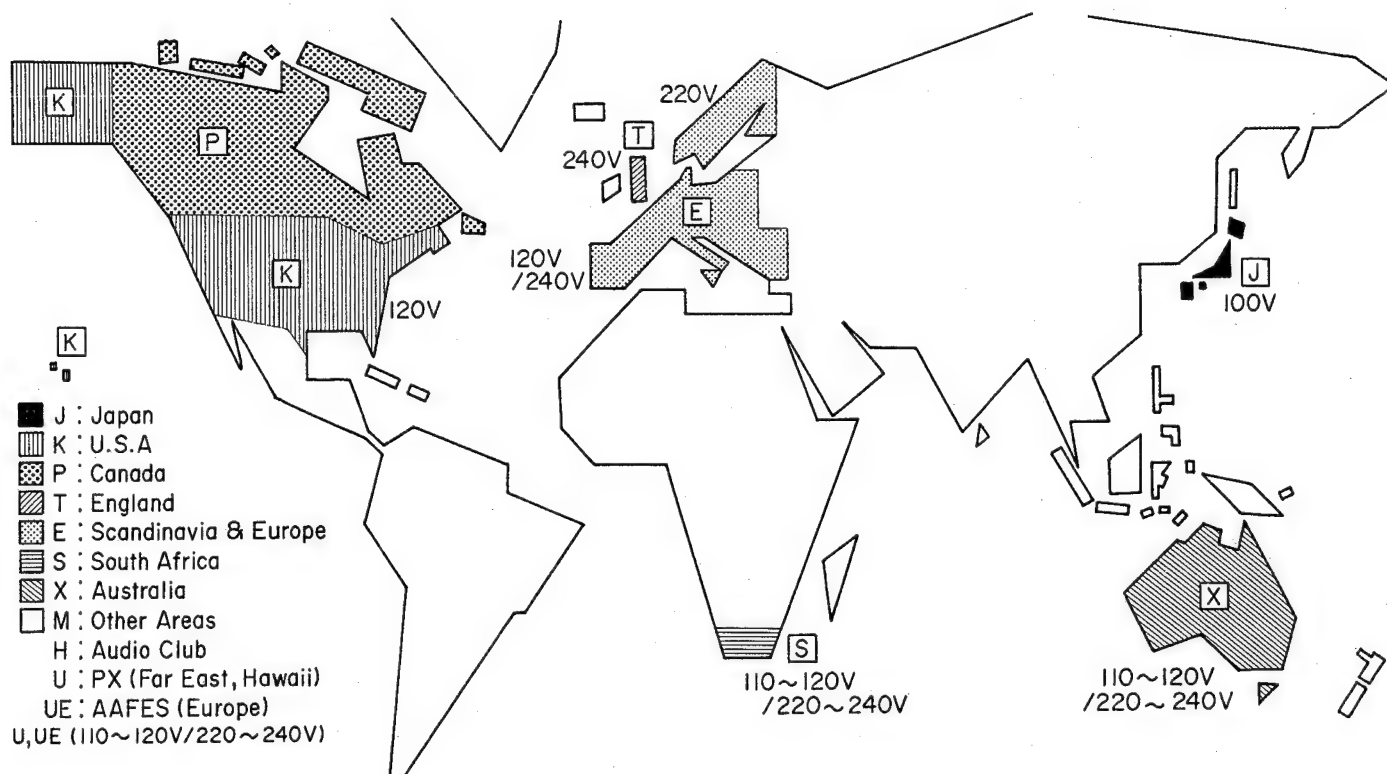 K
P
T
220V
240V
E
120V
/240V
K
120V
J
100V
K
J : Japan
K : U.S.A
P : Canada
T : England
E : Scandinavia & Europe
S : South Africa
X : Australia
M : Other Areas
H : Audio Club
U : PX (Far East, Hawaii)
UE : AAFES (Europe)
U,UE (110~120V/220~240V)
S
110~120V
/220~240V
X
110~120V
/220~240V